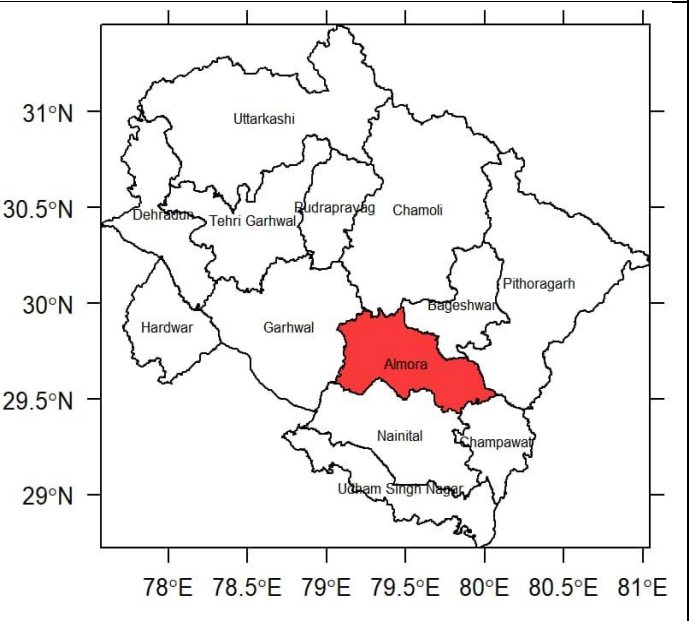 31°N
30.5°N
30°N
29.5°N
29°N
Uttarkashi
Dehradun
Tehri Garhwal
Rudraprayag
Chamoli
Pithoragarh
Bageshwar
Hardwar
Garhwal
Almora
Nainital
Champawat
Udham Singh Nagar
78°E 78.5°E 79°E 79.5°E 80°E 80.5°E 81°E